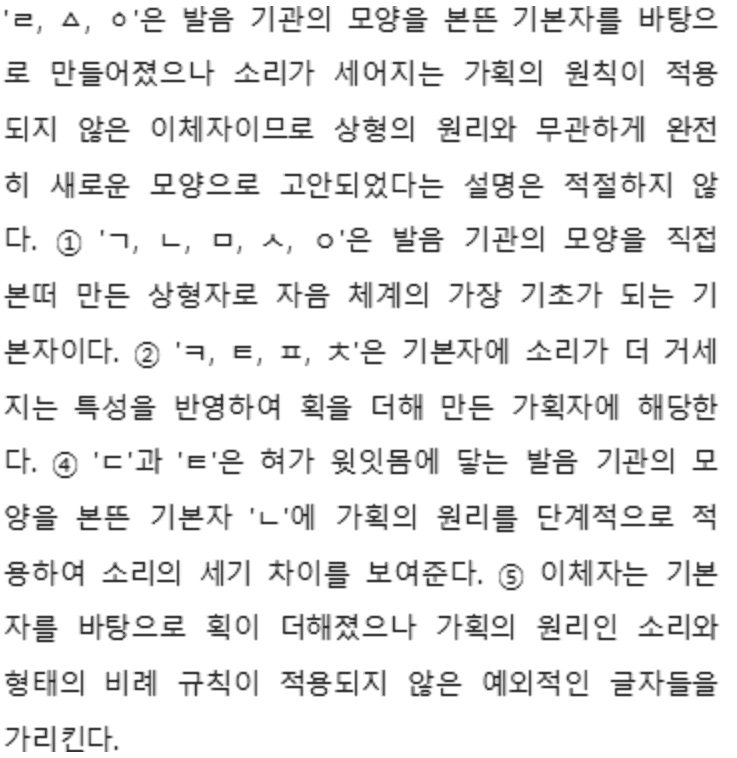 'ㄹ, ㅿ, ㆁ'은 발음 기관의 모양을 본뜬 기본자를 바탕으
로 만들어졌으나 소리가 세어지는 가획의 원칙이 적용
되지 않은 이체자이므로 상형의 원리와 무관하게 완전
히 새로운 모양으로 고안되었다는 설명은 적절하지 않
다. ① 'ㄱ, ㄴ, ㅁ, ㅅ, ㅇ'은 발음 기관의 모양을 직접
본떠 만든 상형자로 자음 체계의 가장 기초가 되는 기
본자이다. ② 'ㅋ, ㅌ, ㅍ, ㅊ'은 기본자에 소리가 더 거세
지는 특성을 반영하여 획을 더해 만든 가획자에 해당한
다. ④ 'ㄷ'과 'ㅌ'은 혀가 윗잇몸에 닿는 발음 기관의 모
양을 본뜬 기본자 'ㄴ'에 가획의 원리를 단계적으로 적
용하여 소리의 세기 차이를 보여준다. ⑤ 이체자는 기본
자를 바탕으로 획이 더해졌으나 가획의 원리인 소리와
형태의 비례 규칙이 적용되지 않은 예외적인 글자들을
가리킨다.